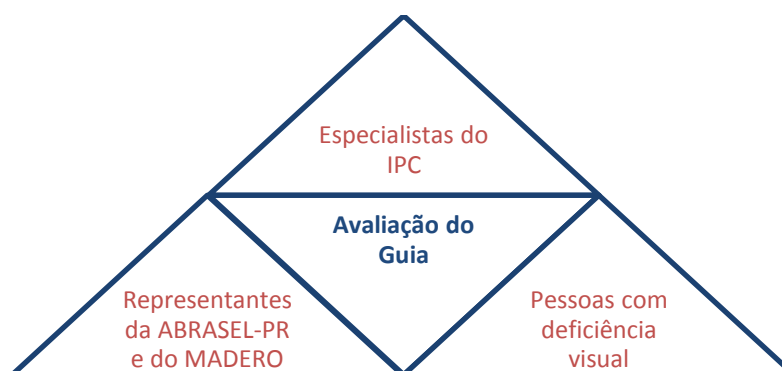 Especialistas do
IPC
Avaliação do
Guia
Representantes
da ABRASEL-PR
e do MADERO
Pessoas com
deficiência
visual